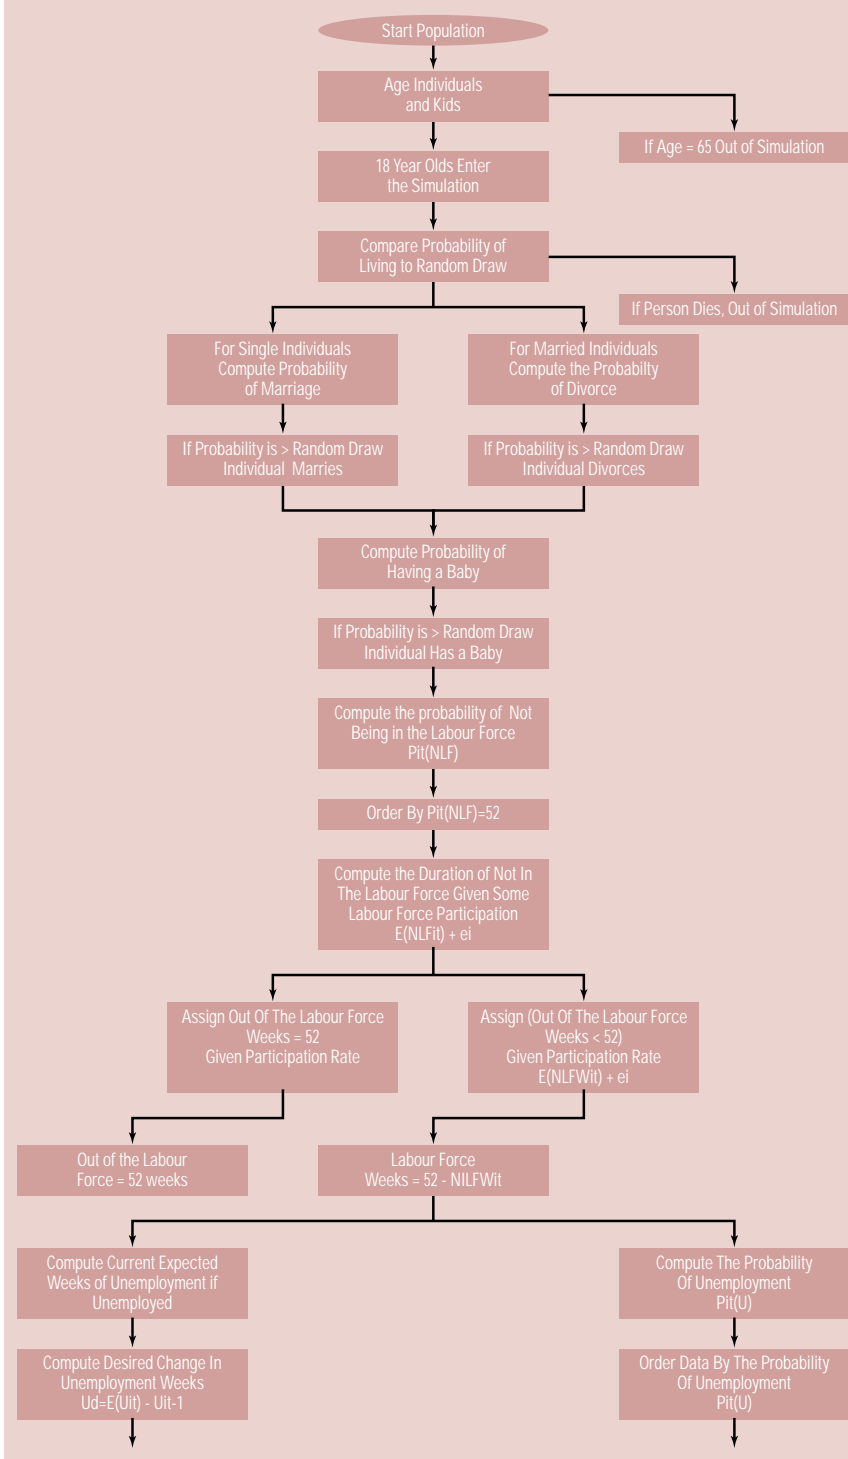 Start Population
Age Individuals
and Kids
If Age = 65 Out of Simulation
18 Year Olds Enter
the Simulation
Compare Probability of
Living to Random Draw
If Person Dies, Out of Simulation
For Single Individuals
Compute Probability
of Marriage
For Married Individuals
Compute the Probabilty
of Divorce
If Probability is > Random Draw
Individual Marries
If Probability is > Random Draw
Individual Divorces
Compute Probability of
Having a Baby
If Probability is > Random Draw
Individual Has a Baby
Compute the probability of Not
Being in the Labour Force
Pit(NLF)
Order By Pit(NLF)=52
Compute the Duration of Not In
The Labour Force Given Some
Labour Force Participation
E(NLFit) + ei
Assign Out Of The Labour Force
Weeks = 52
Given Participation Rate
Assign (Out Of The Labour Force
Weeks < 52)
Given Participation Rate
E(NLFWit) + ei
Out of the Labour
Force = 52 weeks
Labour Force
Weeks = 52 - NILFWit
Compute Current Expected
Weeks of Unemployment if
Unemployed
Compute The Probability
Of Unemployment
Pit(U)
Compute Desired Change In
Unemployment Weeks
Ud=E(Uit) - Uit-1
Order Data By The Probability
Of Unemployment
Pit(U)